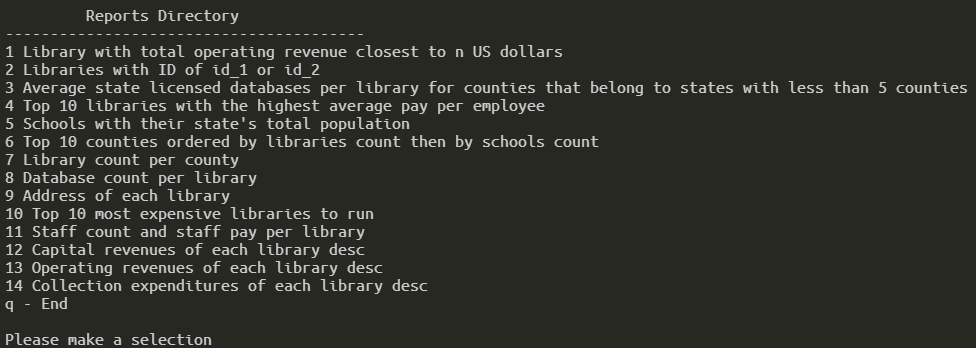 Reports Directory
----------------------------------------
1 Library with total operating revenue closest to n US dollars
2 Libraries with ID of id_1 or id_2
3 Average state licensed databases per library for counties that belong to states with less than 5 counties
4 Top 10 libraries with the highest average pay per employee
5 Schools with their state's total population
6 Top 10 counties ordered by libraries count then by schools count
7 Library count per county
8 Database count per library
9 Address of each library
10 Top 10 most expensive libraries to run
11 Staff count and staff pay per library
12 Capital revenues of each library desc
13 Operating revenues of each library desc
14 Collection expenditures of each library desc
q - End
Please make a selection